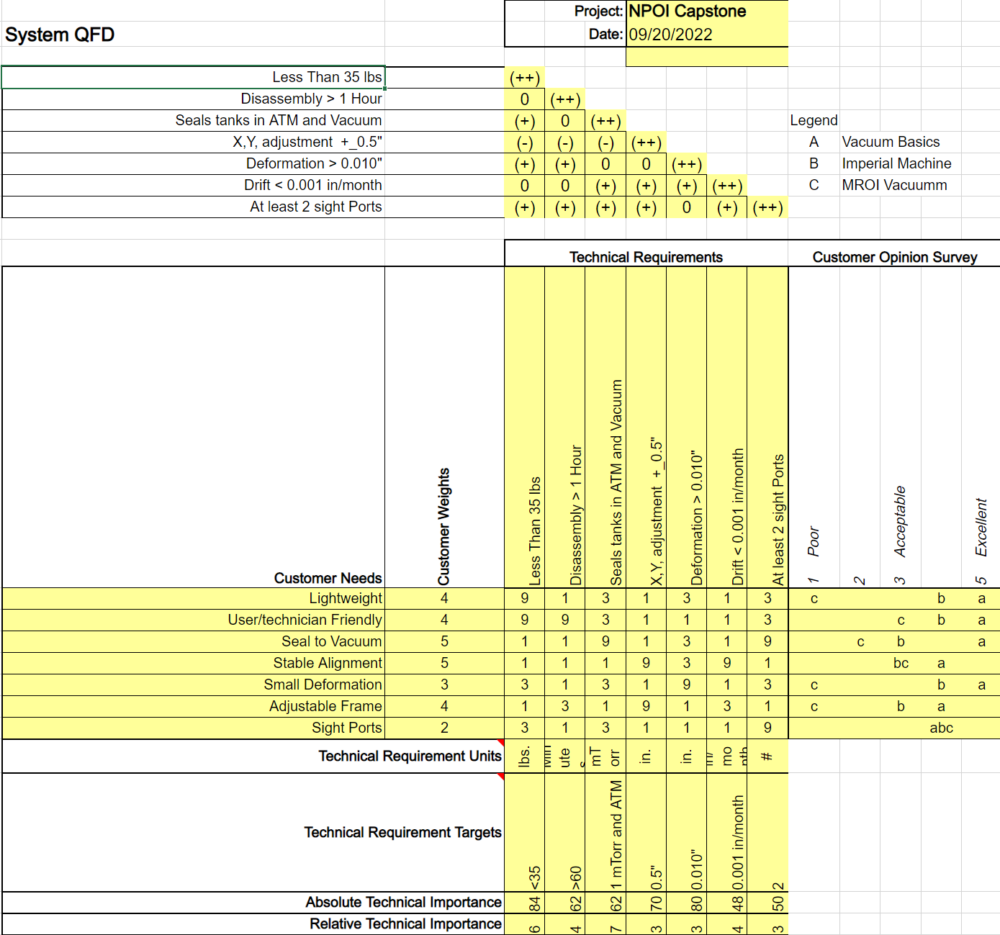 Project: NPOI Capstone
System QFD
Date: 09/20/2022
Less Than 35 lbs (++)
Disassembly > 1 Hour 0 (++)
Seals tanks in ATM and Vacuum (+) 0 (++) Legend
X,Y, adjustment +_0.5" (-) (-) (-) (++) A Vacuum Basics
Deformation > 0.010" (+) (+) 0 0 (++) B Imperial Machine
Drift < 0.001 in/month 0 0 (+) (+) (+) (++) C MROI Vacuumm
At least 2 sight Ports (+) (+) (+) (+) 0 (+) (++)
Technical Requirements Customer Opinion Survey
Customer Needs
Customer Weights
Less Than 35 lbs
Disassembly > 1 Hour
Seals tanks in ATM and Vacuum
X,Y, adjustment +_0.5"
Deformation > 0.010"
Drift < 0.001 in/month
At least 2 sight Ports
1 Poor
2
3 Acceptable
5 Excellent
Lightweight 4 9 1 3 1 3 1 3 c b a
User/technician Friendly 4 9 9 3 1 1 1 3 c b a
Seal to Vacuum 5 1 1 9 1 3 1 9 c b a
Stable Alignment 5 1 1 1 9 3 9 1 bc a
Small Deformation 3 3 1 3 1 9 1 3 c b a
Adjustable Frame 4 1 3 1 9 1 3 1 c b a
Sight Ports 2 3 1 3 1 1 1 9 abc
Technical Requirement Units lbs. Minutes mTorr in. in. in/month #
Technical Requirement Targets <35 >60 1 mTorr and ATM 0.5" 0.010" 0.001 in/month 2
Absolute Technical Importance 84 62 62 70 80 48 50
Relative Technical Importance 6 4 7 3 3 4 3